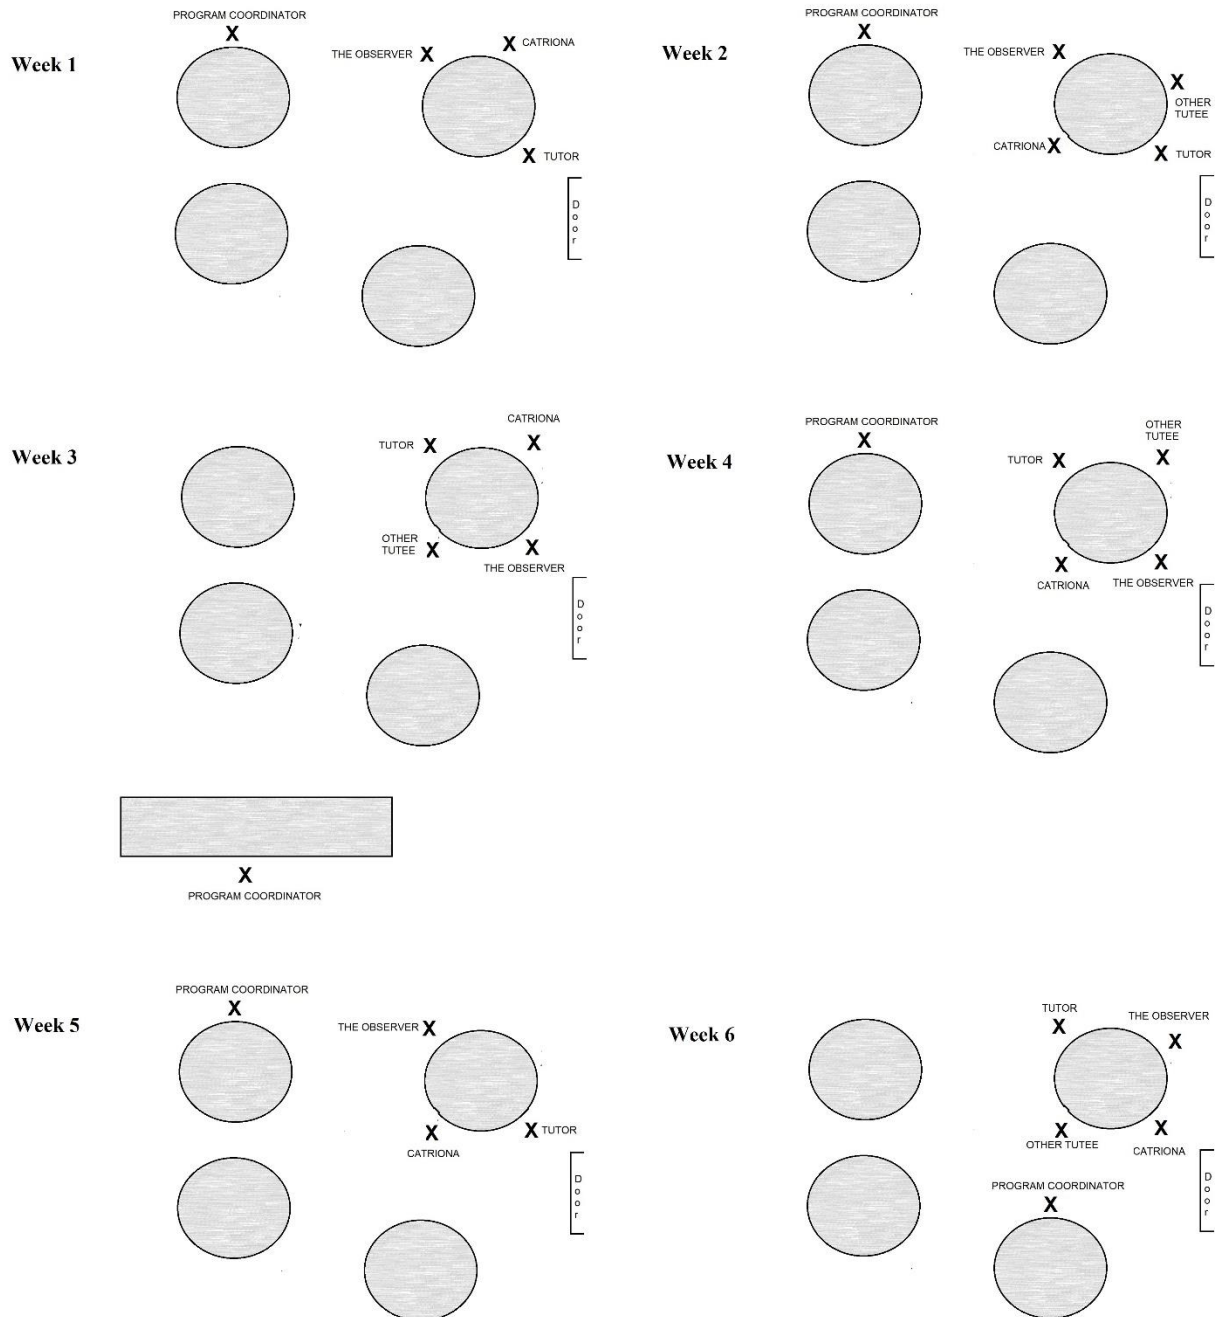 Week 1
PROGRAM COORDINATOR
X
THE OBSERVER X
X CATRIONA
X TUTOR
Door
Week 2
PROGRAM COORDINATOR
X
THE OBSERVER X
X
OTHER
TUTEE
CATRIONA X
X TUTOR
Door
Week 3
TUTOR X
CATRIONA
X
OTHER
TUTEE X
X
THE OBSERVER
Door
X
PROGRAM COORDINATOR
Week 4
PROGRAM COORDINATOR
X
TUTOR X
OTHER
TUTEE
X
X
CATRIONA
X
THE OBSERVER
Door
Week 5
PROGRAM COORDINATOR
X
THE OBSERVER X
X
CATRIONA
X TUTOR
Door
Week 6
TUTOR
X
THE OBSERVER
X
X
OTHER TUTEE
X
CATRIONA
PROGRAM COORDINATOR
X
Door